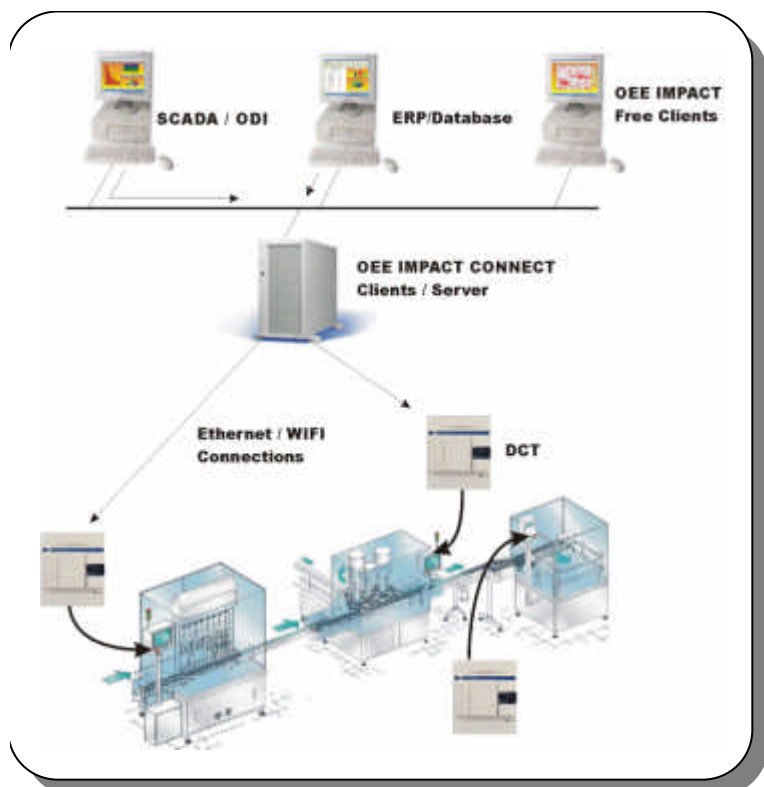 SCADA / ODI
ERP/Database
OEE IMPACT
Free Clients
OEE IMPACT CONNECT
Clients / Server
Ethernet / WIFI
Connections
DCT